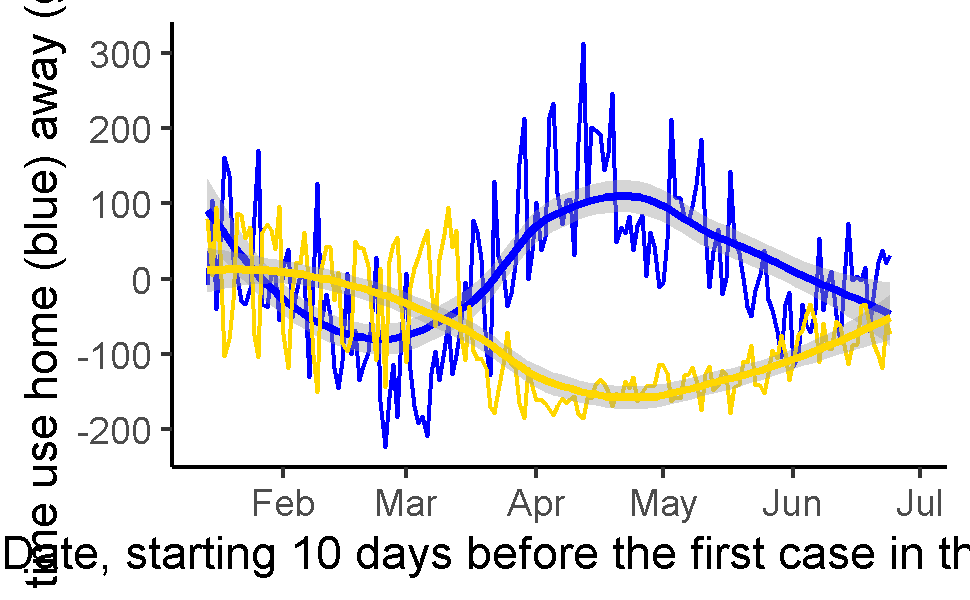 time use home (blue) away (
300
200
100
0
-100
-200
Feb Mar Apr May Jun Jul
Date, starting 10 days before the first case in th